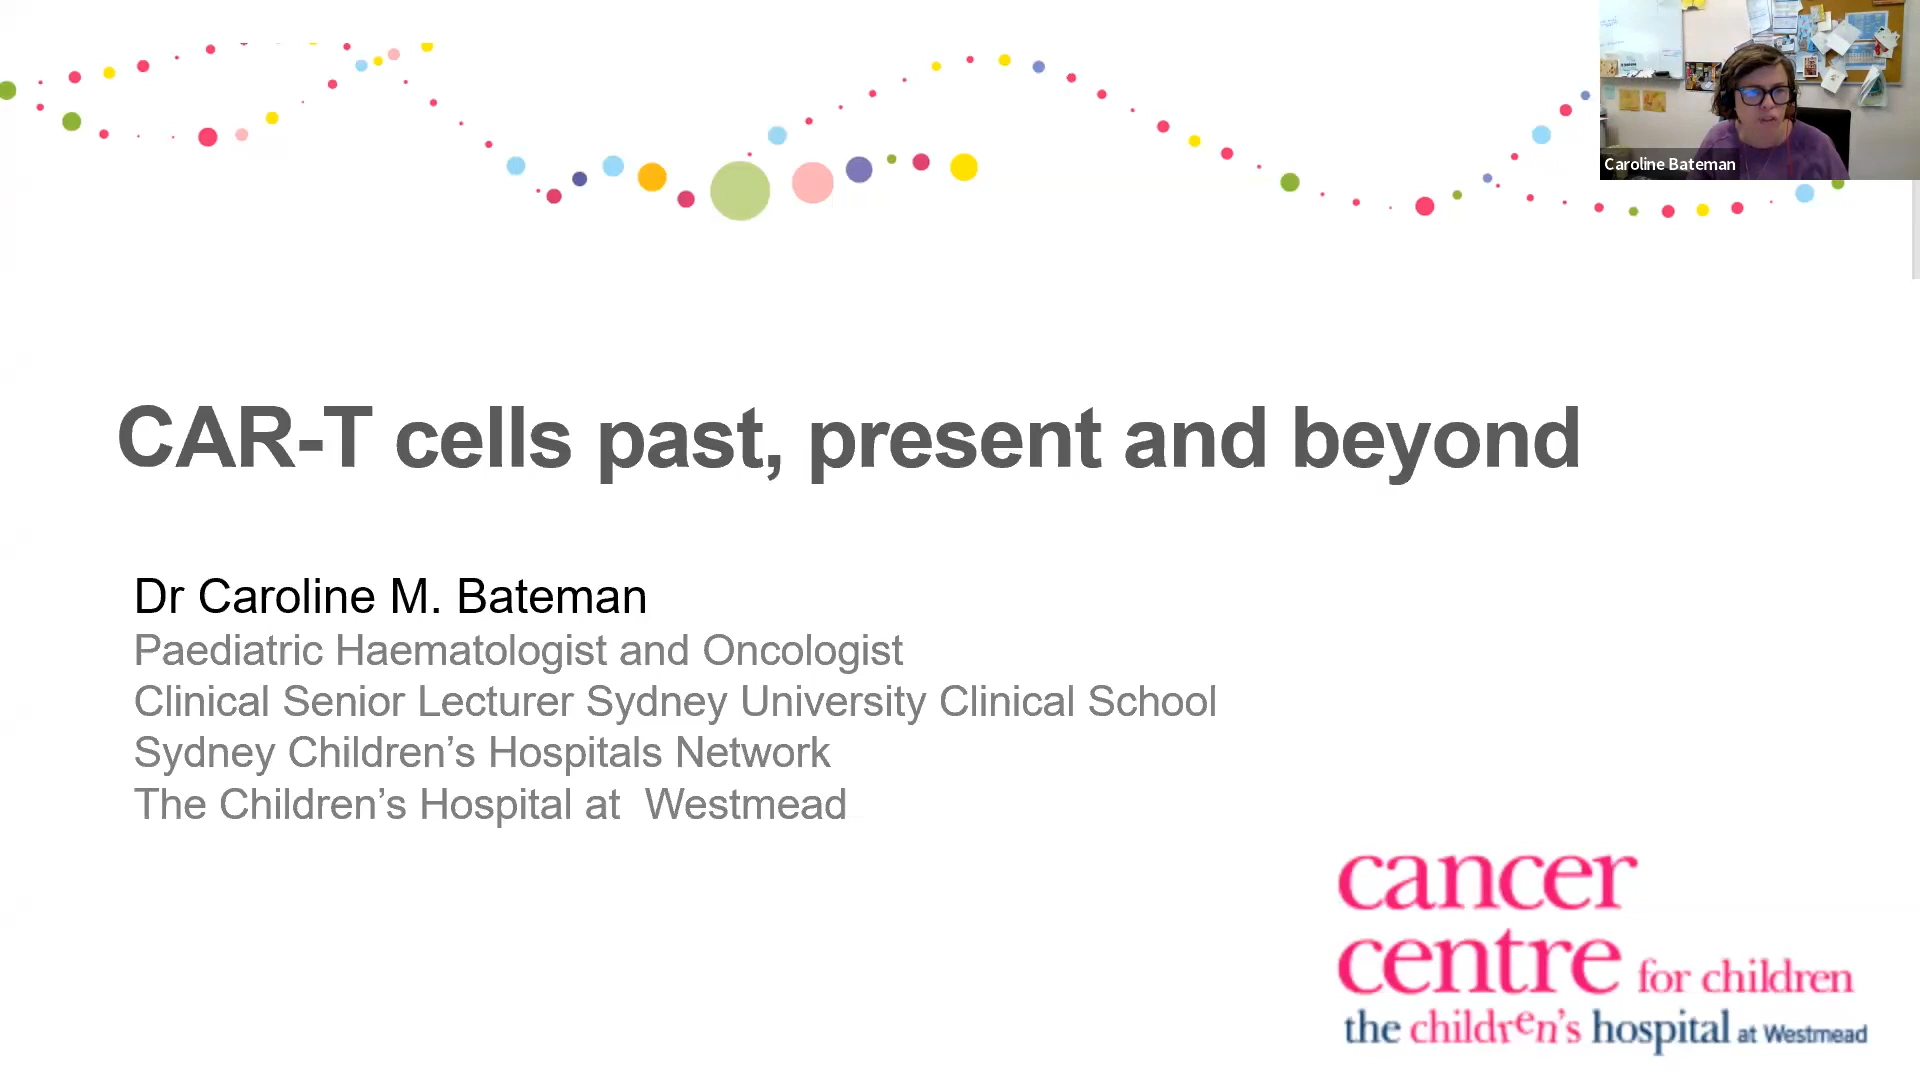 Caroline Bateman
CAR-T cells past, present and beyond
Dr Caroline M. Bateman
Paediatric Haematologist and Oncologist
Clinical Senior Lecturer Sydney University Clinical School
Sydney Children’s Hospitals Network
The Children’s Hospital at  Westmead
cancer
centre for children
the children's hospital at Westmead